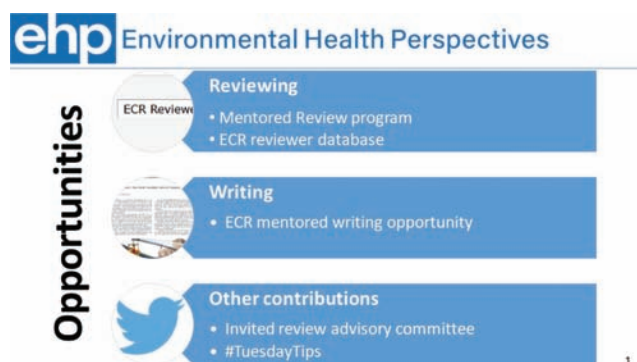 ehp Environmental Health Perspectives
Opportunities
ECR Reviewe
Reviewing
• Mentored Review program
• ECR reviewer database
Writing
• ECR mentored writing opportunity
Other contributions
• Invited review advisory committee
• #TuesdayTips
1